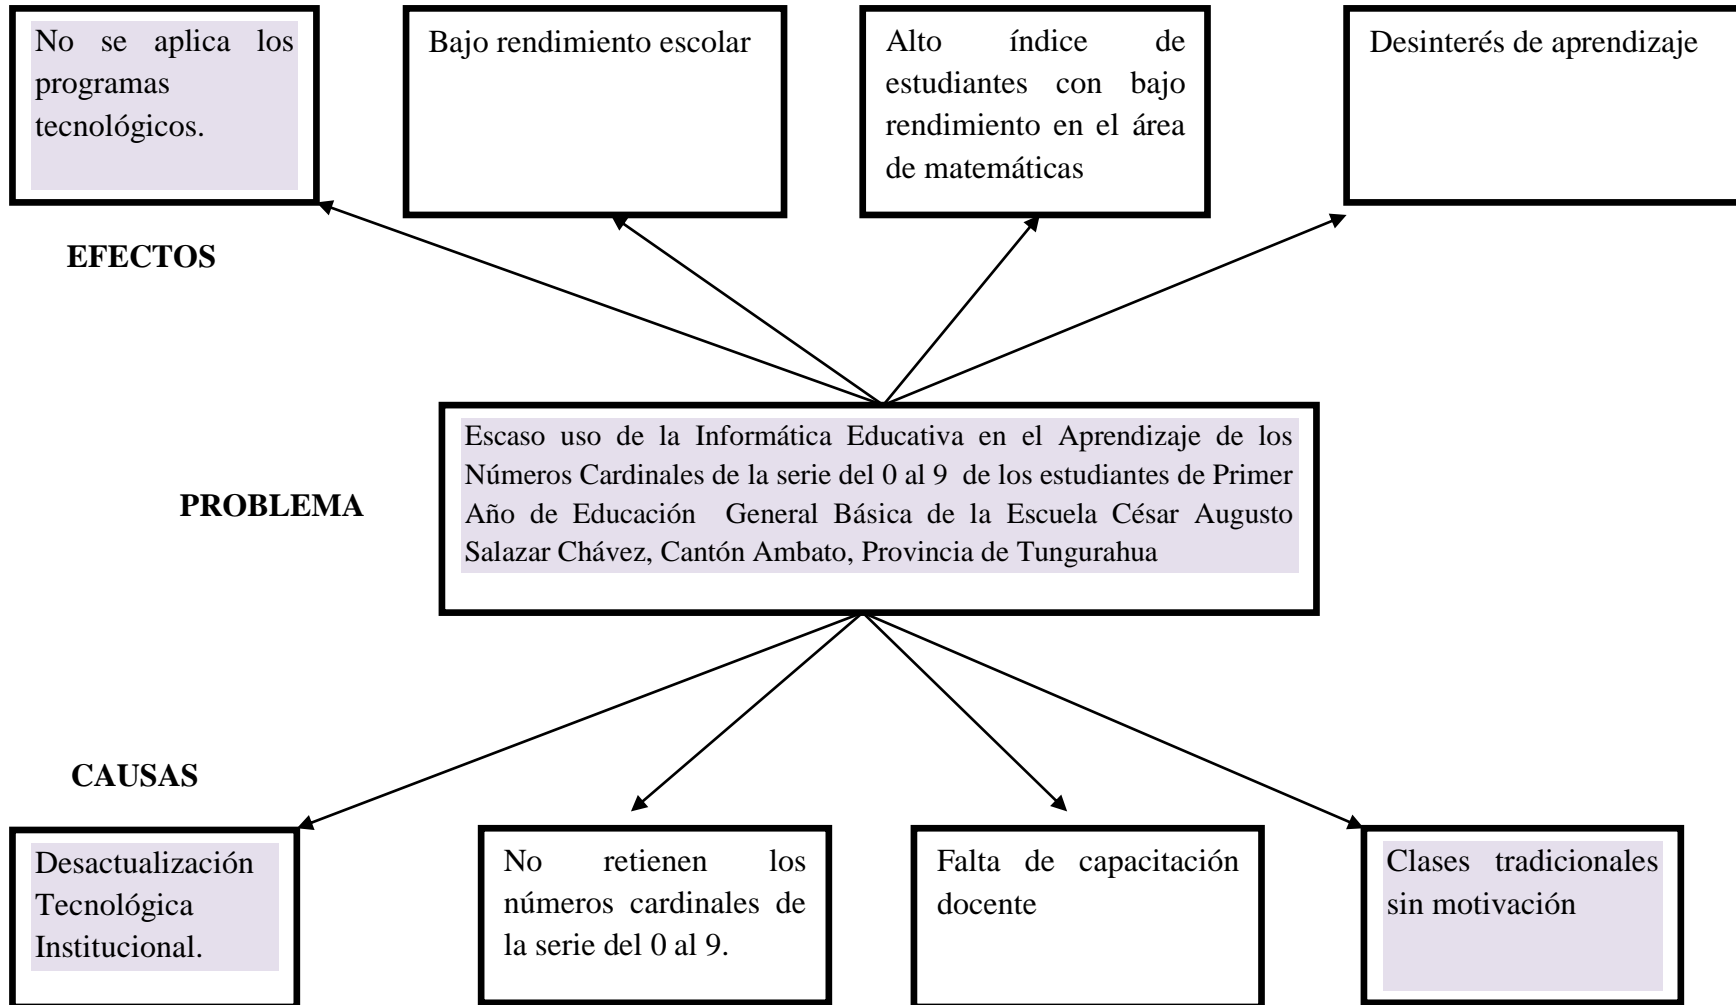 No se aplica los
programas
tecnológicos.
Bajo rendimiento escolar
Alto índice de
estudiantes con bajo
rendimiento en el área
de matemáticas
Desinterés de aprendizaje
EFECTOS
Escaso uso de la Informática Educativa en el Aprendizaje de los
Números Cardinales de la serie del 0 al 9 de los estudiantes de Primer
Año de Educación General Básica de la Escuela César Augusto
Salazar Chávez, Cantón Ambato, Provincia de Tungurahua
PROBLEMA
CAUSAS
Desactualización
Tecnológica
Institucional.
No retienen los
números cardinales de
la serie del 0 al 9.
Falta de capacitación
docente
Clases tradicionales
sin motivación